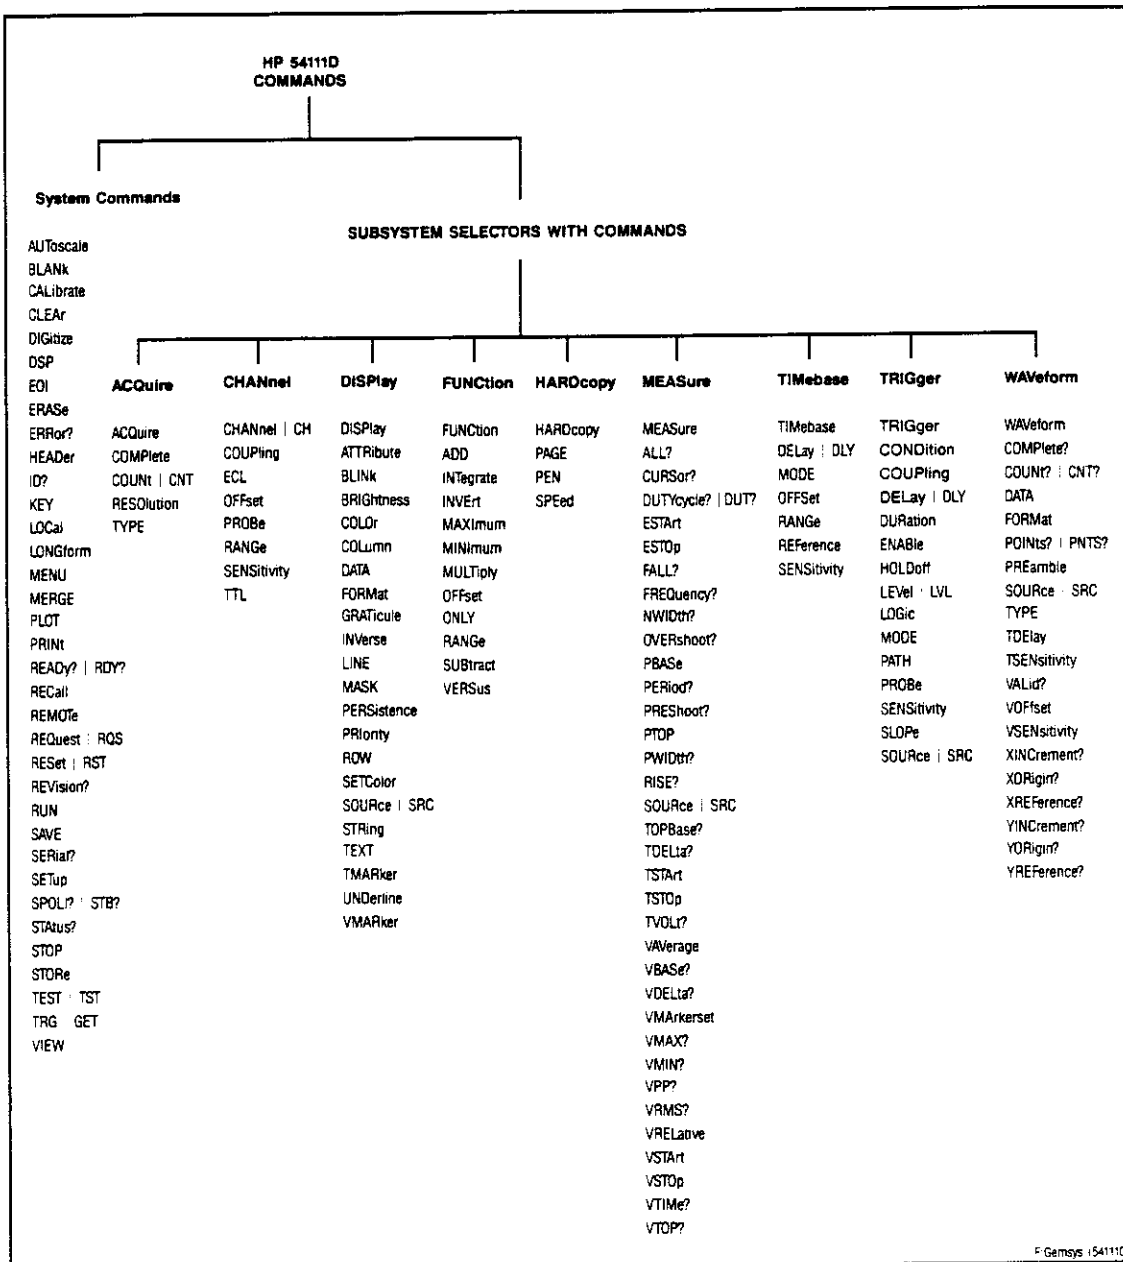 HP 54111D
COMMANDS
System Commands
SUBSYSTEM SELECTORS WITH COMMANDS
AUToscale
BLANk
CALibrate
CLEAr
DIGitize
DSP
EOI
ERASe
ERRor?
HEADer
ID?
KEY
LOCal
LONGform
MENU
MERGE
PLOT
PRINt
READy? | RDY?
RECall
REMOTe
REQuest | RQS
RESet | RST
REVision?
RUN
SAVE
SERial?
SETup
SPOLl? | STB?
STAtus?
STOP
STORe
TEST | TST
TRG GET
VIEW
ACQuire
ACQuire
COMPlete
COUNt | CNT
RESOlution
TYPE
CHANnel
CHANnel | CH
COUPling
ECL
OFFset
PROBe
RANGe
SENSitivity
TTL
DISPlay
DISPlay
ATTRibute
BLINk
BRIGhtness
COLOr
COLumn
DATA
FORMat
GRATicule
INVerse
LINE
MASK
PERSistence
PRIority
ROW
SETColor
SOURce | SRC
STRing
TEXT
TMARker
UNDerline
VMARker
FUNCtion
FUNCtion
ADD
INTegrate
INVErt
MAXImum
MINImum
MULTiply
OFFset
ONLY
RANGe
SUBtract
VERSus
HARDcopy
HARDcopy
PAGE
PEN
SPEed
MEASure
MEASure
ALL?
CURSor?
DUTYcycle? | DUT?
ESTArt
ESTOp
FALL?
FREQuency?
NWIDth?
OVERshoot?
PBASe
PERiod?
PREShoot?
PTOP
PWIDth?
RISE?
SOURce | SRC
TOPBase?
TDELta?
TSTArt
TSTOp
TVOLt?
VAVerage
VBASe?
VDELta?
VMArkerset
VMAX?
VMIN?
VPP?
VRMS?
VRELative
VSTArt
VSTOp
VTIMe?
VTOP?
TIMebase
TIMebase
DELay | DLY
MODE
OFFSet
RANGe
REFerence
SENSitivity
TRIGger
TRIGger
CONDition
COUPling
DELay | DLY
DURation
ENABle
HOLDoff
LEVel | LVL
LOGic
MODE
PATH
PROBe
SENSitivity
SLOPe
SOURce | SRC
WAVeform
WAVeform
COMPlete?
COUNt? | CNT?
DATA
FORMat
POINts? | PNTS?
PREamble
SOURce | SRC
TYPE
TDElay
TSENsitivity
VALid?
VOFfset
VSENsitivity
XINCrement?
XORigin?
XREFerence?
YINCrement?
YORigin?
YREFerence?